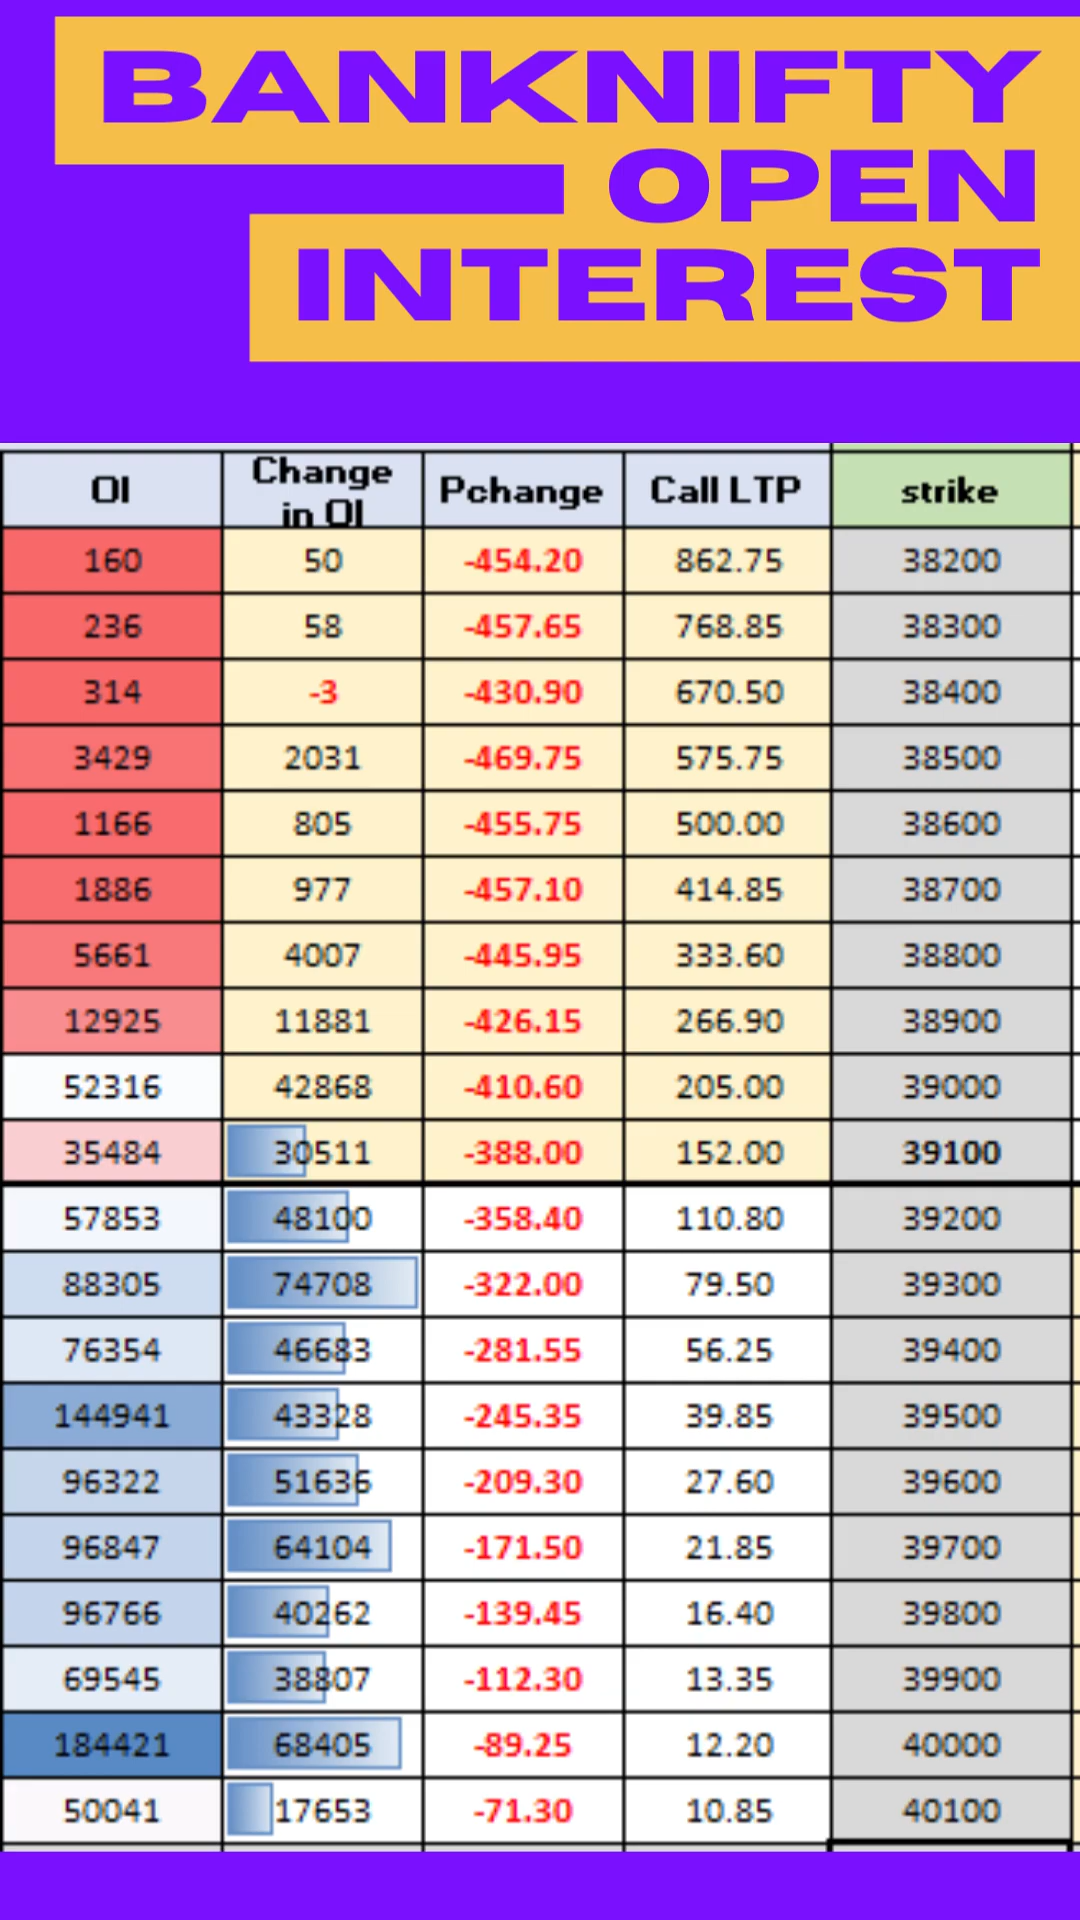 BANKNIFTY
OPEN
INTEREST
OI Change in OI Pchange Call LTP strike
160 50 -454.20 862.75 38200
236 58 -457.65 768.85 38300
314 -3 -430.90 670.50 38400
3429 2031 -469.75 575.75 38500
1166 805 -455.75 500.00 38600
1886 977 -457.10 414.85 38700
5661 4007 -445.95 333.60 38800
12925 11881 -426.15 266.90 38900
52316 42868 -410.60 205.00 39000
35484 30511 -388.00 152.00 39100
57853 48100 -358.40 110.80 39200
88305 74708 -322.00 79.50 39300
76354 46683 -281.55 56.25 39400
144941 43328 -245.35 39.85 39500
96322 51636 -209.30 27.60 39600
96847 64104 -171.50 21.85 39700
96766 40262 -139.45 16.40 39800
69545 38807 -112.30 13.35 39900
184421 68405 -89.25 12.20 40000
50041 17653 -71.30 10.85 40100